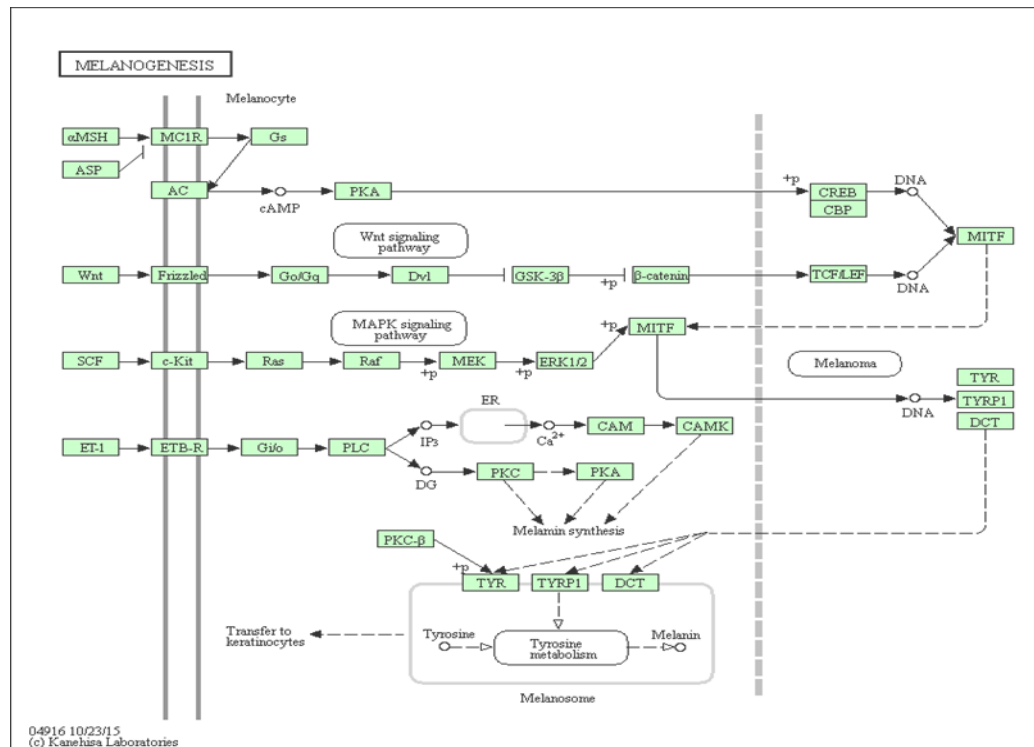 MELANOGENESIS
Melanocyte
αMSH
MC1R
Gs
ASP
AC
cAMP
PKA
+p
CREB
CBP
DNA
MITF
Wnt signaling
pathway
Wnt
Frizzled
Go/Gq
Dvl
GSK-3β
+p
β-catenin
TCF/LEF
DNA
MAPK signaling
pathway
+p
MITF
SCF
c-Kit
Ras
Raf
+p
MEK
+p
ERK1/2
Melanoma
TYR
TYRP1
DCT
DNA
ER
ET-1
ETB-R
Gi/o
PLC
IP3
Ca2+
CAM
CAMK
DG
PKC
PKA
Melamin synthesis
PKC-β
+p
TYR
TYRP1
DCT
Transfer to
keratinocytes
Tyrosine
Tyrosine
metabolism
Melanin
Melanosome
04916 10/23/15
(c) Kanehisa Laboratories